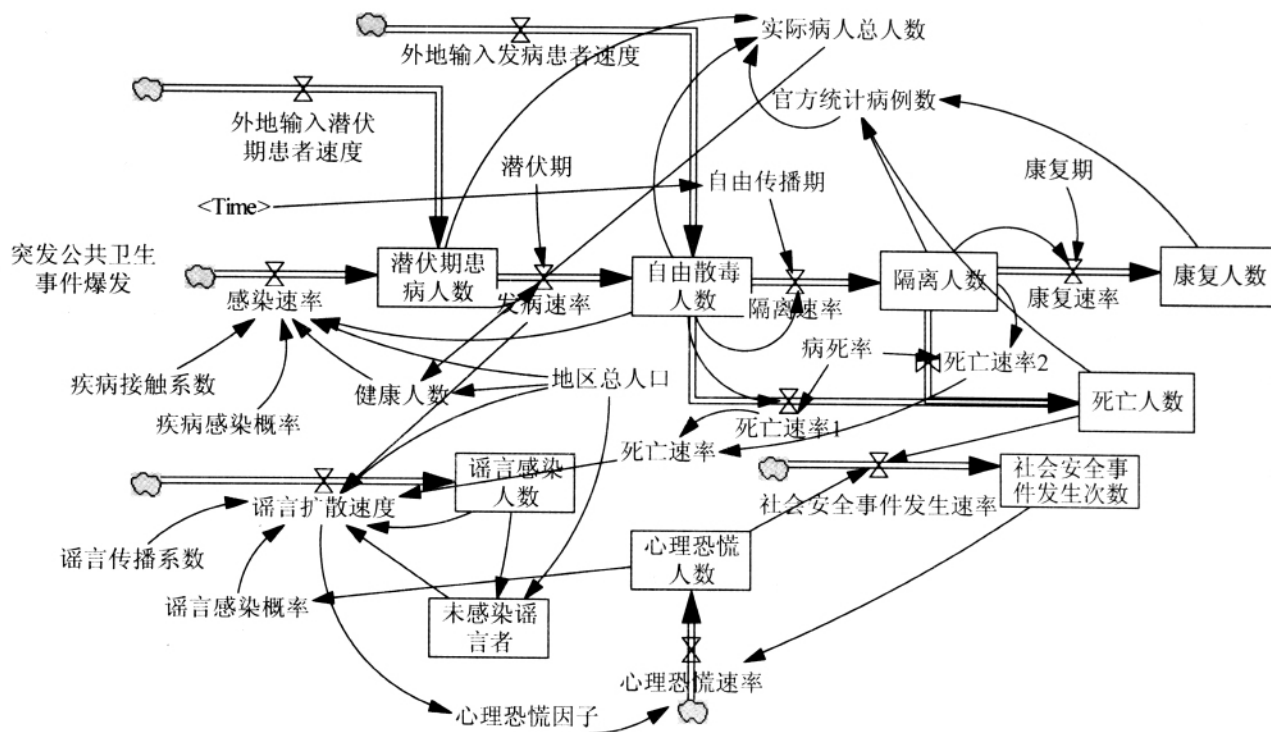 实际病人总人数
外地输入发病患者速度
官方统计病例数
外地输入潜伏
期患者速度
潜伏期
自由传播期
康复期
<Time>
突发公共卫生
事件爆发
潜伏期患
病人数
自由散毒
人数
隔离人数
康复人数
感染速率
发病速率
隔离速率
康复速率
病死率
死亡速率2
疾病接触系数
健康人数
地区总人口
死亡人数
疾病感染概率
死亡速率1
死亡速率
谣言感染
人数
社会安全事
件发生次数
谣言扩散速度
社会安全事件发生速率
谣言传播系数
心理恐慌
人数
谣言感染概率
未感染谣
言者
心理恐慌速率
心理恐慌因子